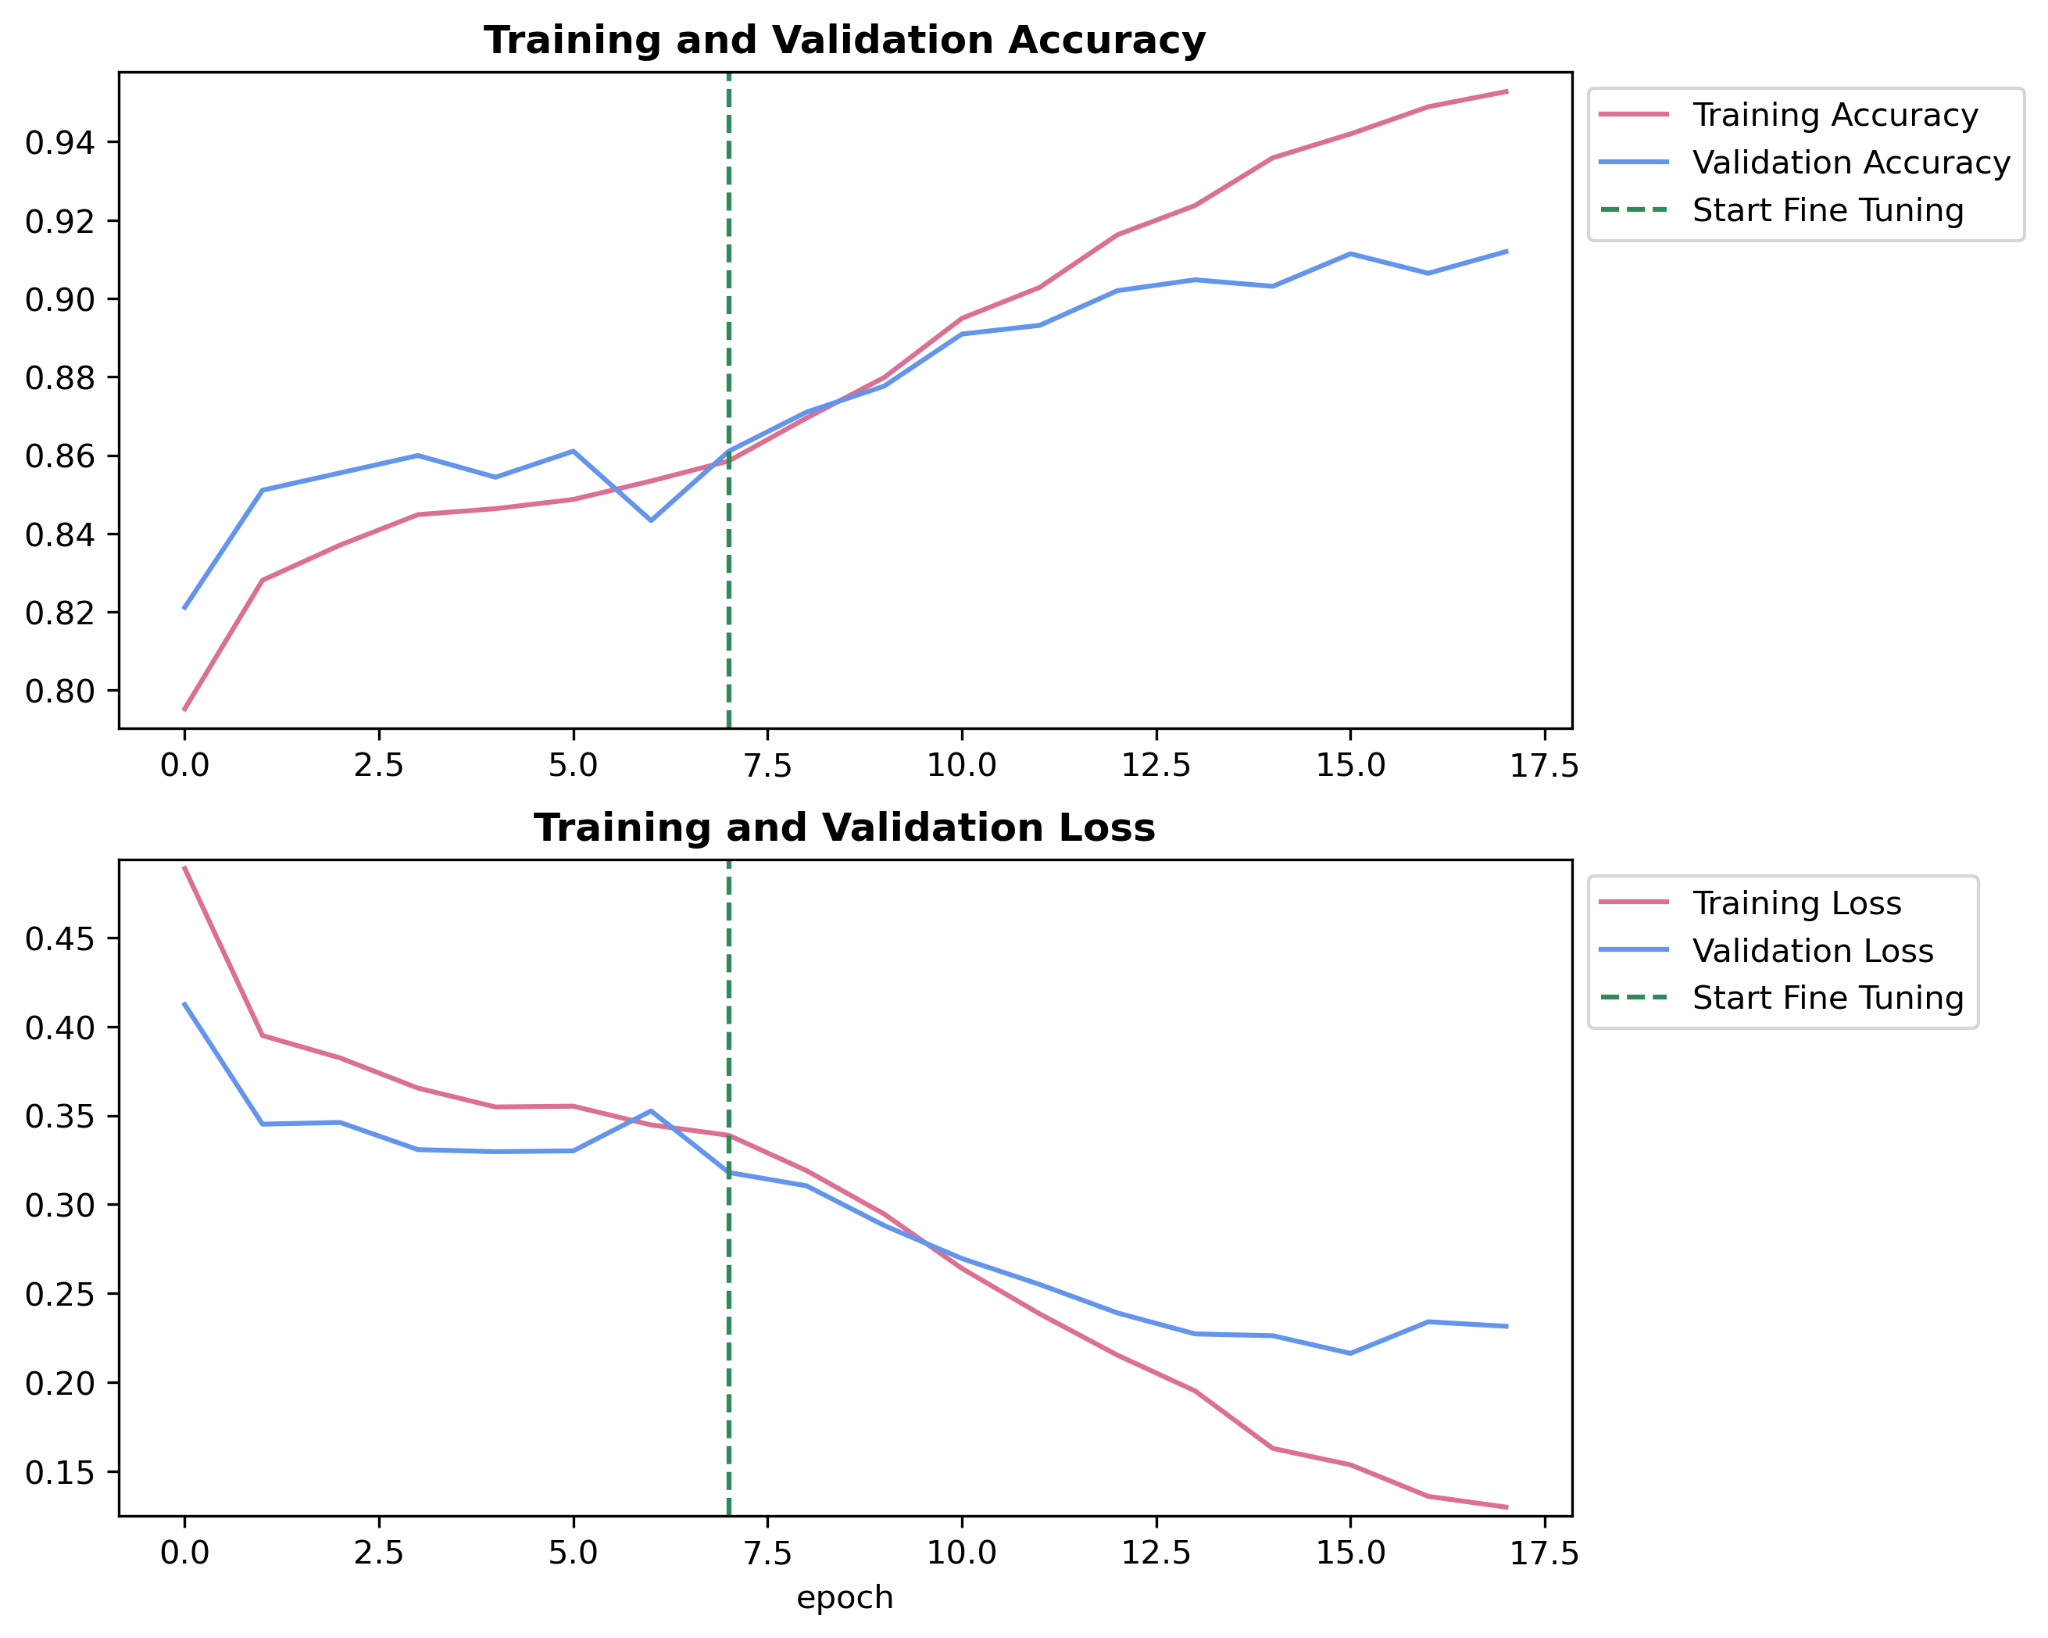 Training and Validation Accuracy
0.94
0.92
0.90
0.88
0.86
0.84
0.82
0.80
0.0 2.5 5.0 7.5 10.0 12.5 15.0 17.5
Training Accuracy
Validation Accuracy
Start Fine Tuning
Training and Validation Loss
0.45
0.40
0.35
0.30
0.25
0.20
0.15
0.0 2.5 5.0 7.5 10.0 12.5 15.0 17.5
epoch
Training Loss
Validation Loss
Start Fine Tuning